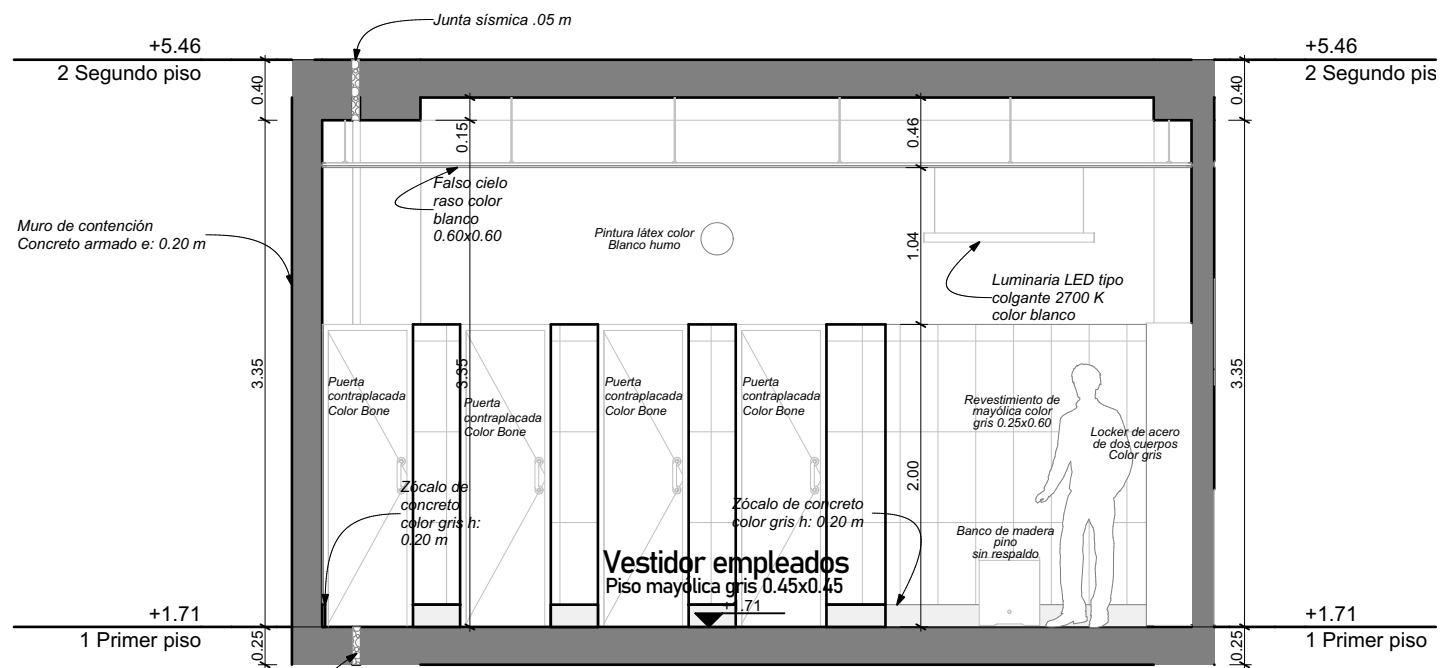 Junta sísmica .05 m
+5.46
2 Segundo piso
+5.46
2 Segundo pis
0.40
0.40
0.15
0.46
Falso cielo
raso color
blanco
0.60x0.60
Muro de contención
Concreto armado e: 0.20 m
Pintura látex color
Blanco humo
1.04
Luminaria LED tipo
colgante 2700 K
color blanco
3.35
3.35
3.35
Puerta
contraplacada
Color Bone
Puerta
contraplacada
Color Bone
Puerta
contraplacada
Color Bone
Puerta
contraplacada
Color Bone
Revestimiento de
mayólica color
gris 0.25x0.60
Locker de acero
de dos cuerpos
Color gris
2.00
Zócalo de
concreto
color gris h:
0.20 m
Zócalo de concreto
color gris h: 0.20 m
Banco de madera
pino
sin respaldo
Vestidor empleados
Piso mayólica gris 0.45x0.45
+1.71
+1.71
1 Primer piso
+1.71
1 Primer piso
0.25
0.25